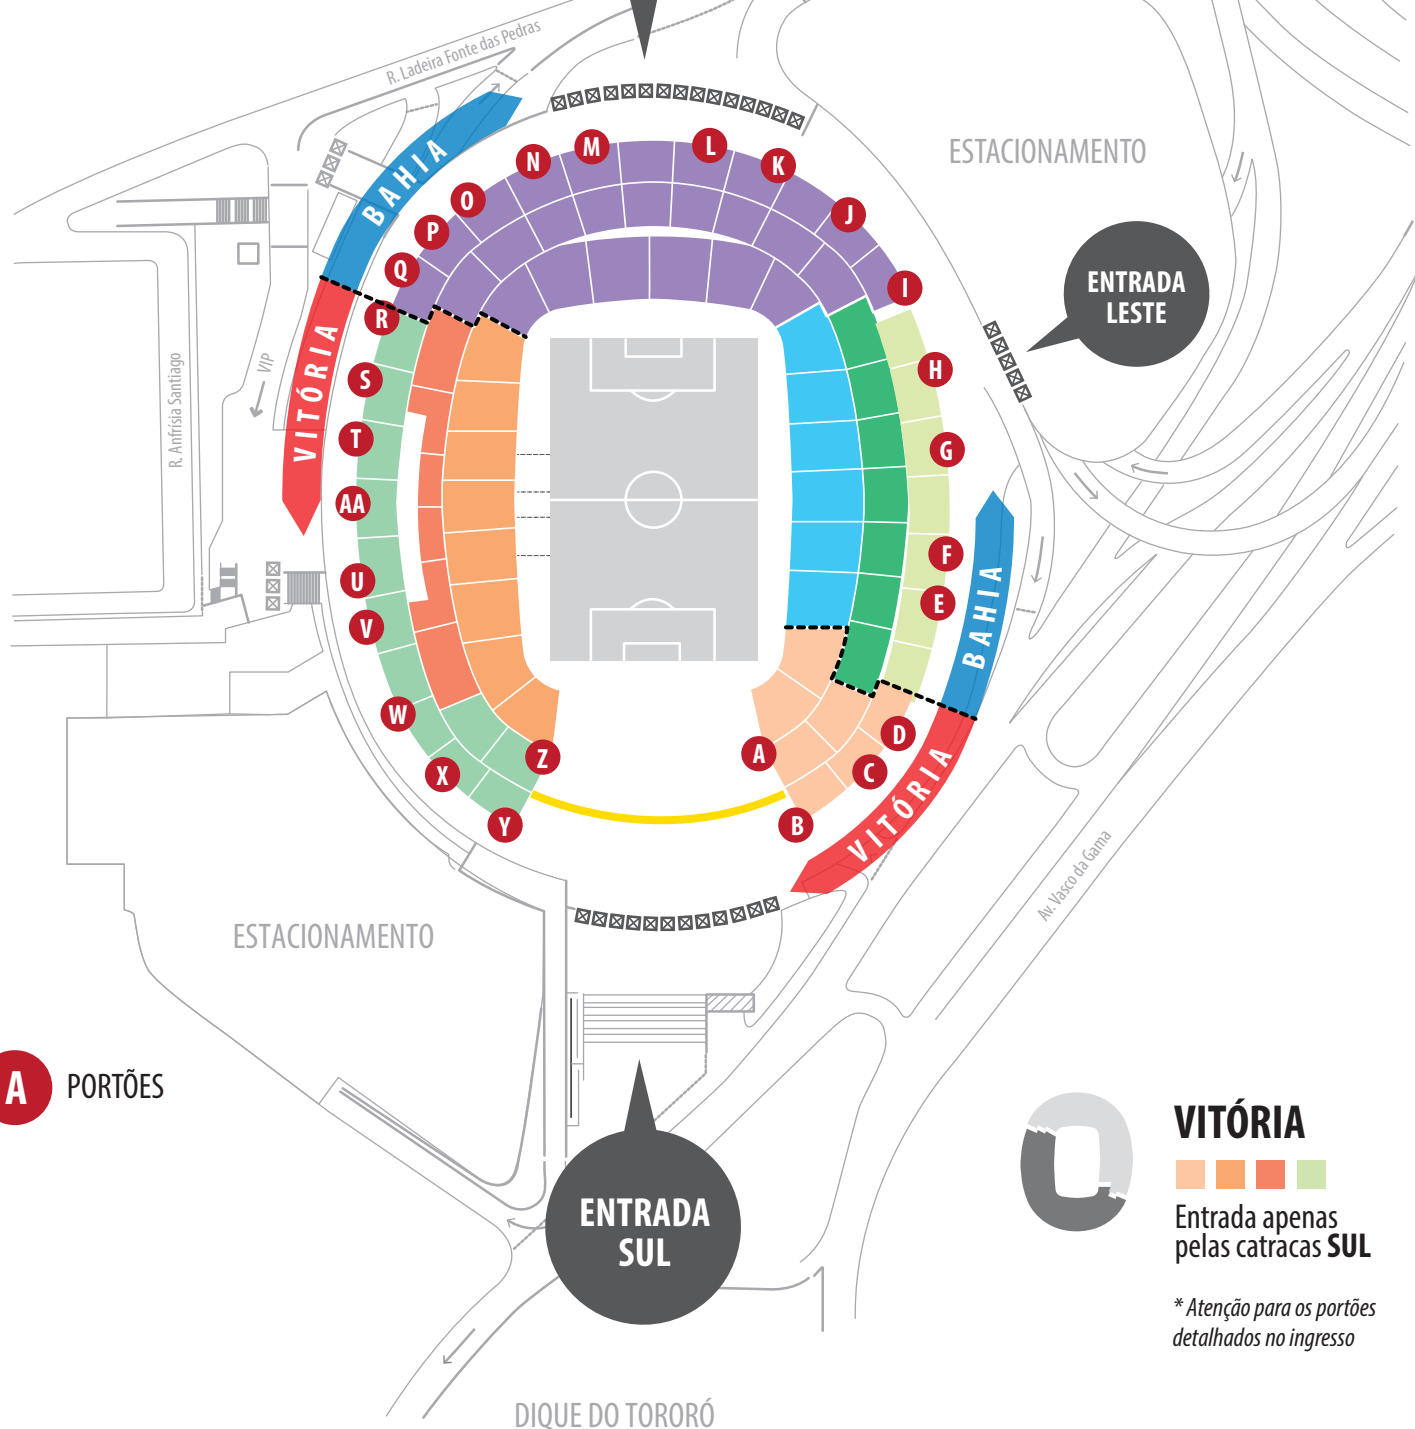 R. Ladeira Fonte das Pedras
ESTACIONAMENTO
BAHIA
M
L
N
K
O
J
P
Q
I
ENTRADA
LESTE
R
VITÓRIA
VIP
R. Anfrísia Santiago
S
H
T
G
AA
F
U
E
V
BAHIA
W
D
A
Z
C
X
B
Y
VITÓRIA
Av. Vasco da Gama
ESTACIONAMENTO
A PORTÕES
ENTRADA
SUL
VITÓRIA
Entrada apenas
pelas catracas SUL
* Atenção para os portões
detalhados no ingresso
DIQUE DO TORORÓ